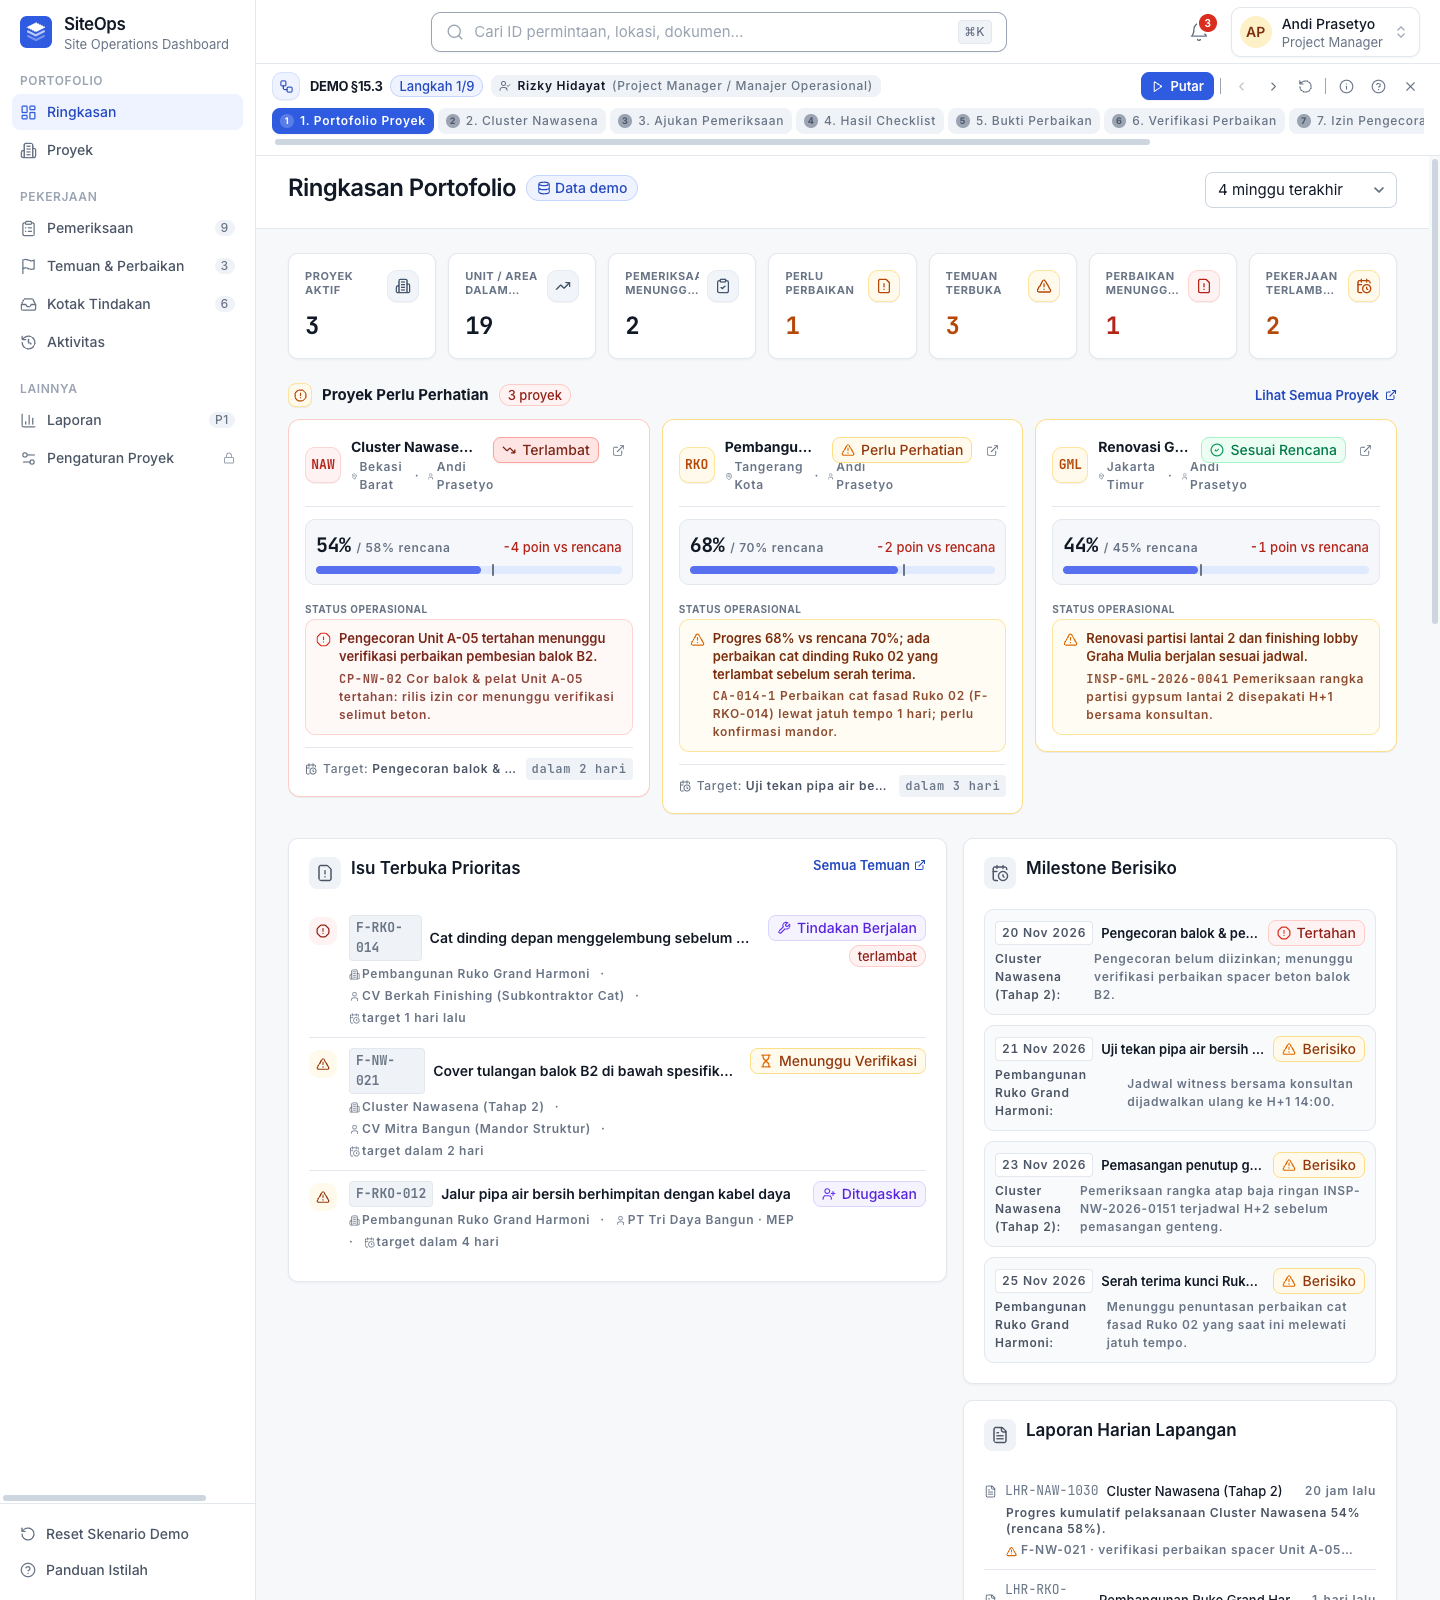 SiteOps
Site Operations Dashboard
PORTOFOLIO
Ringkasan
Proyek
PEKERJAAN
Pemeriksaan 9
Temuan & Perbaikan 3
Kotak Tindakan 6
Aktivitas
LAINNYA
Laporan P1
Pengaturan Proyek
Reset Skenario Demo
Panduan Istilah
Cari ID permintaan, lokasi, dokumen... ⌘K
3
AP
Andi Prasetyo
Project Manager
DEMO §15.3 Langkah 1/9 Rizky Hidayat (Project Manager / Manajer Operasional) Putar
1 1. Portofolio Proyek 2 2. Cluster Nawasena 3 3. Ajukan Pemeriksaan 4 4. Hasil Checklist 5 5. Bukti Perbaikan 6 6. Verifikasi Perbaikan 7 7. Izin Pengecora
Ringkasan Portofolio Data demo 4 minggu terakhir
PROYEK AKTIF
3
UNIT / AREA DALAM...
19
PEMERIKSAA MENUNGG...
2
PERLU PERBAIKAN
1
TEMUAN TERBUKA
3
PERBAIKAN MENUNGG...
1
PEKERJAAN TERLAMB...
2
Proyek Perlu Perhatian 3 proyek Lihat Semua Proyek
NAW Cluster Nawase... Terlambat
Bekasi Barat · Andi Prasetyo
54% / 58% rencana -4 poin vs rencana
STATUS OPERASIONAL
Pengecoran Unit A-05 tertahan menunggu
verifikasi perbaikan pembesian balok B2.
CP-NW-02 Cor balok & pelat Unit A-05
tertahan: rilis izin cor menunggu verifikasi
selimut beton.
Target: Pengecoran balok & ... dalam 2 hari
RKO Pembangu... Perlu Perhatian
Tangerang Kota · Andi Prasetyo
68% / 70% rencana -2 poin vs rencana
STATUS OPERASIONAL
Progres 68% vs rencana 70%; ada
perbaikan cat dinding Ruko 02 yang
terlambat sebelum serah terima.
CA-014-1 Perbaikan cat fasad Ruko 02 (F-
RKO-014) lewat jatuh tempo 1 hari; perlu
konfirmasi mandor.
Target: Uji tekan pipa air be... dalam 3 hari
GML Renovasi G... Sesuai Rencana
Jakarta Timur · Andi Prasetyo
44% / 45% rencana -1 poin vs rencana
STATUS OPERASIONAL
Renovasi partisi lantai 2 dan finishing lobby
Graha Mulia berjalan sesuai jadwal.
INSP-GML-2026-0041 Pemeriksaan rangka
partisi gypsum lantai 2 disepakati H+1
bersama konsultan.
Isu Terbuka Prioritas Semua Temuan
F-RKO-014 Cat dinding depan menggelembung sebelum ... Tindakan Berjalan
terlambat
Pembangunan Ruko Grand Harmoni ·
CV Berkah Finishing (Subkontraktor Cat) ·
target 1 hari lalu
F-NW-021 Cover tulangan balok B2 di bawah spesifik... Menunggu Verifikasi
Cluster Nawasena (Tahap 2) ·
CV Mitra Bangun (Mandor Struktur) ·
target dalam 2 hari
F-RKO-012 Jalur pipa air bersih berhimpitan dengan kabel daya Ditugaskan
Pembangunan Ruko Grand Harmoni · PT Tri Daya Bangun · MEP
· target dalam 4 hari
Milestone Berisiko
20 Nov 2026 Pengecoran balok & pe... Tertahan
Cluster Nawasena (Tahap 2): Pengecoran belum diizinkan; menunggu verifikasi perbaikan spacer beton balok B2.
21 Nov 2026 Uji tekan pipa air bersih ... Berisiko
Pembangunan Ruko Grand Harmoni: Jadwal witness bersama konsultan dijadwalkan ulang ke H+1 14:00.
23 Nov 2026 Pemasangan penutup g... Berisiko
Cluster Nawasena (Tahap 2): Pemeriksaan rangka atap baja ringan INSP-NW-2026-0151 terjadwal H+2 sebelum pemasangan genteng.
25 Nov 2026 Serah terima kunci Ruk... Berisiko
Pembangunan Ruko Grand Harmoni: Menunggu penuntasan perbaikan cat fasad Ruko 02 yang saat ini melewati jatuh tempo.
Laporan Harian Lapangan
LHR-NAW-1030 Cluster Nawasena (Tahap 2) 20 jam lalu
Progres kumulatif pelaksanaan Cluster Nawasena 54%
(rencana 58%).
F-NW-021 · verifikasi perbaikan spacer Unit A-05...
LHR-RKO-
Pembangunan Ruko Grand Har... 1 hari lalu